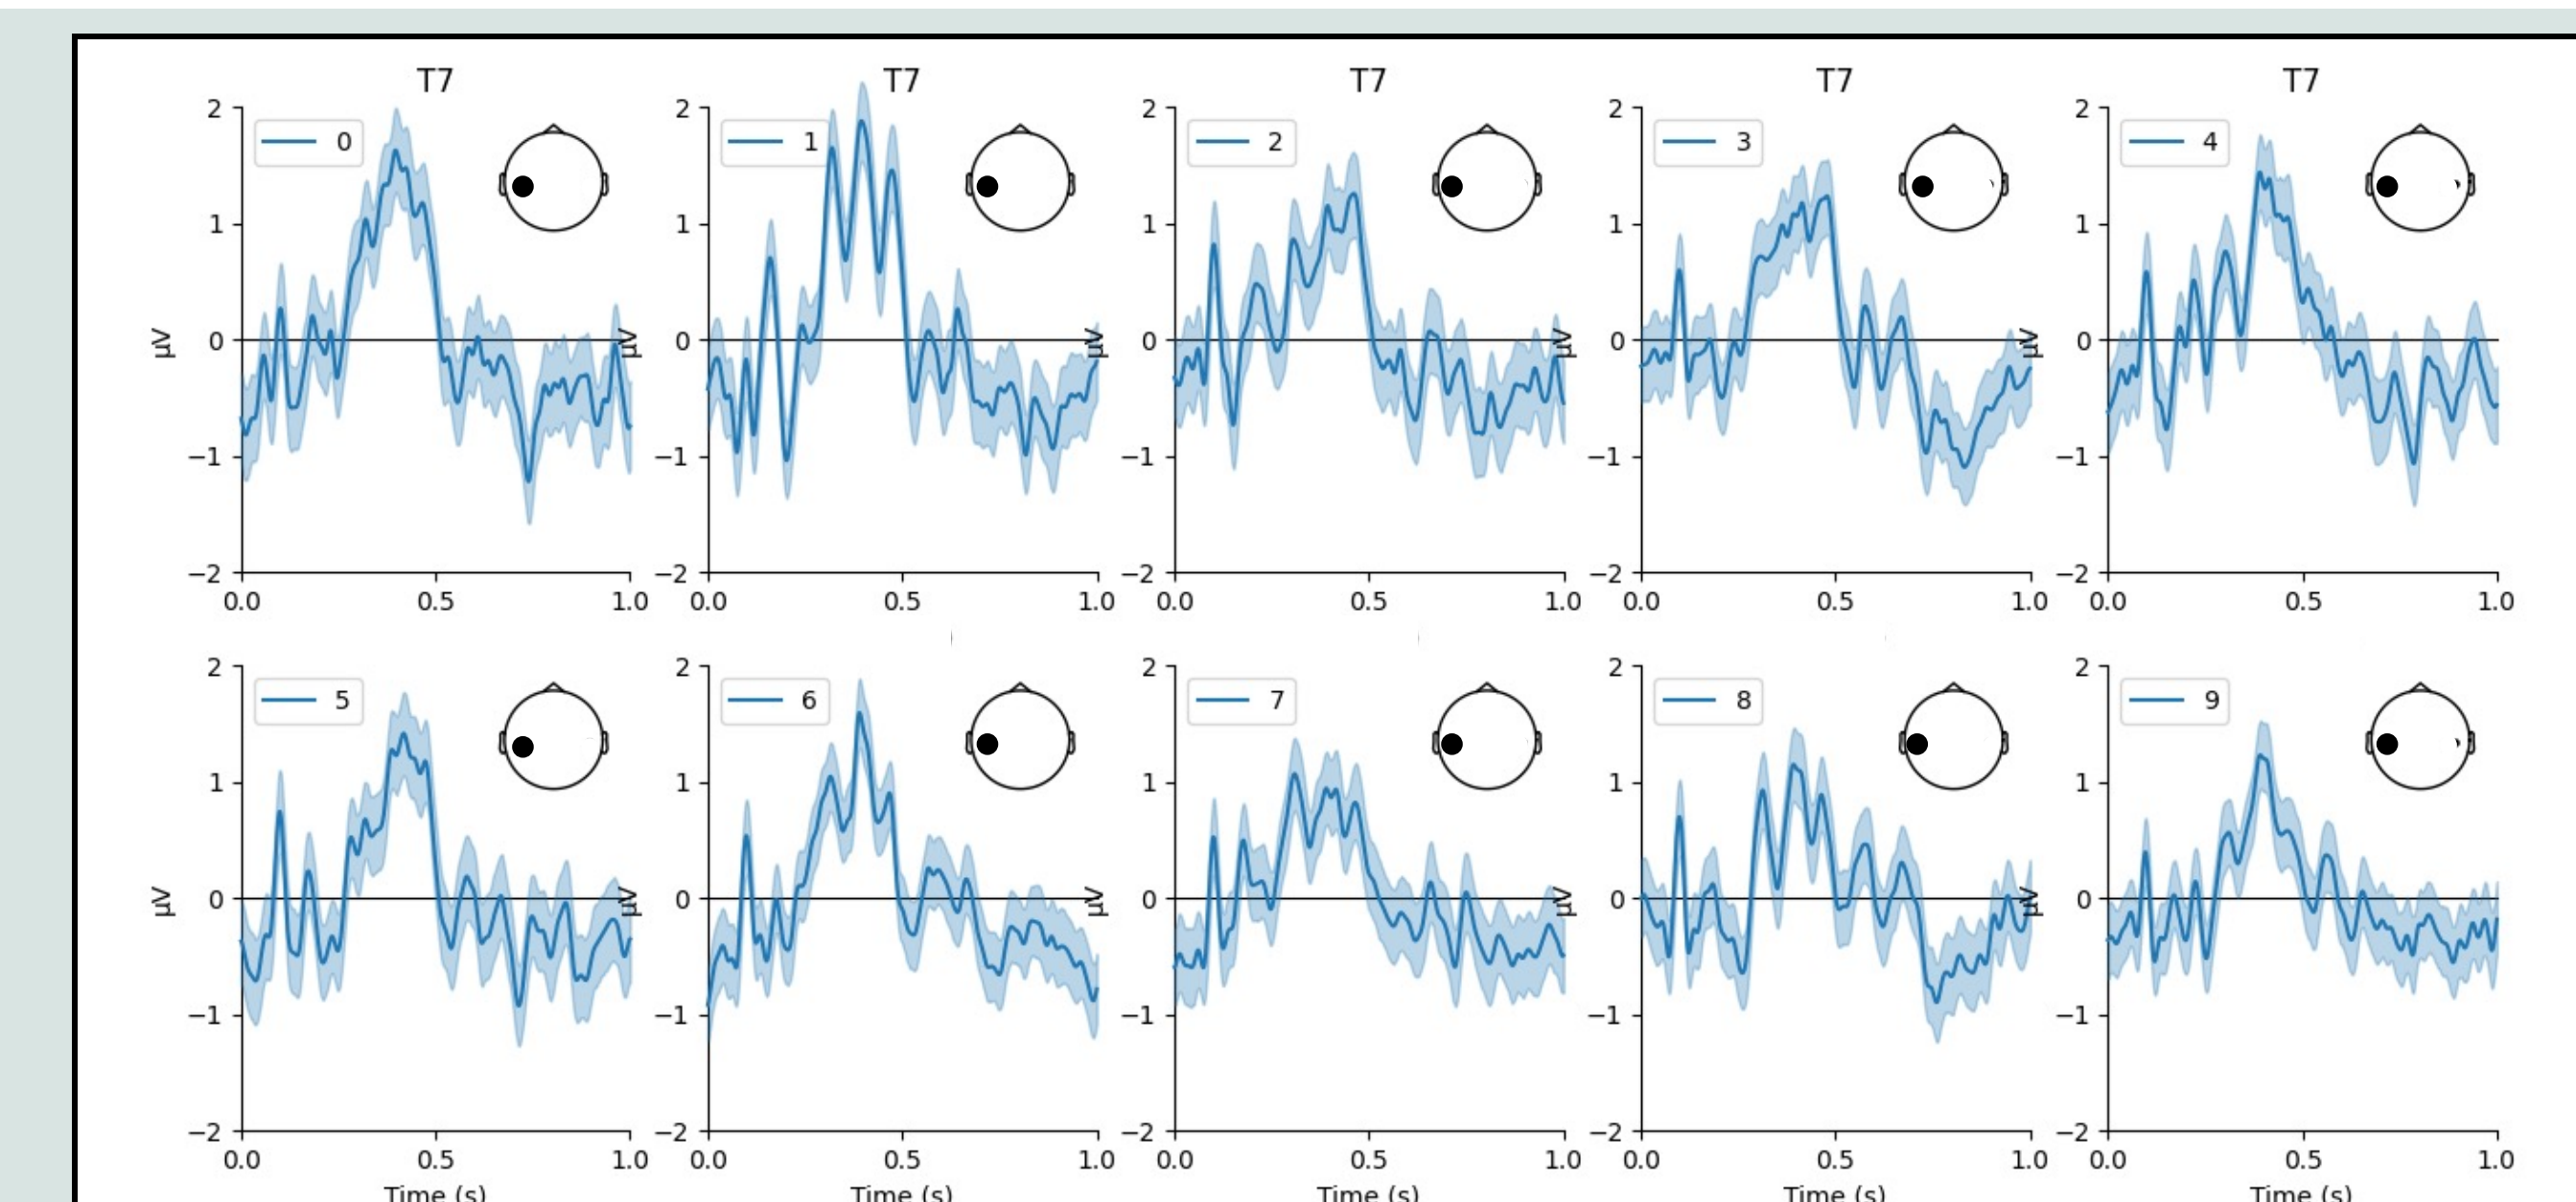 T7 T7 T7 T7 T7
2 2 2 2 2
0 1 2 3 4
1 1 1 1 1
µV 0 µV 0 µV 0 µV 0 µV 0
−1 −1 −1 −1 −1
−2 −2 −2 −2 −2
0.0 0.5 1.0 0.0 0.5 1.0 0.0 0.5 1.0 0.0 0.5 1.0 0.0 0.5 1.0
2 2 2 2 2
5 6 7 8 9
1 1 1 1 1
µV 0 µV 0 µV 0 µV 0 µV 0
−1 −1 −1 −1 −1
−2 −2 −2 −2 −2
0.0 0.5 1.0 0.0 0.5 1.0 0.0 0.5 1.0 0.0 0.5 1.0 0.0 0.5 1.0
Time (s) Time (s) Time (s) Time (s) Time (s)